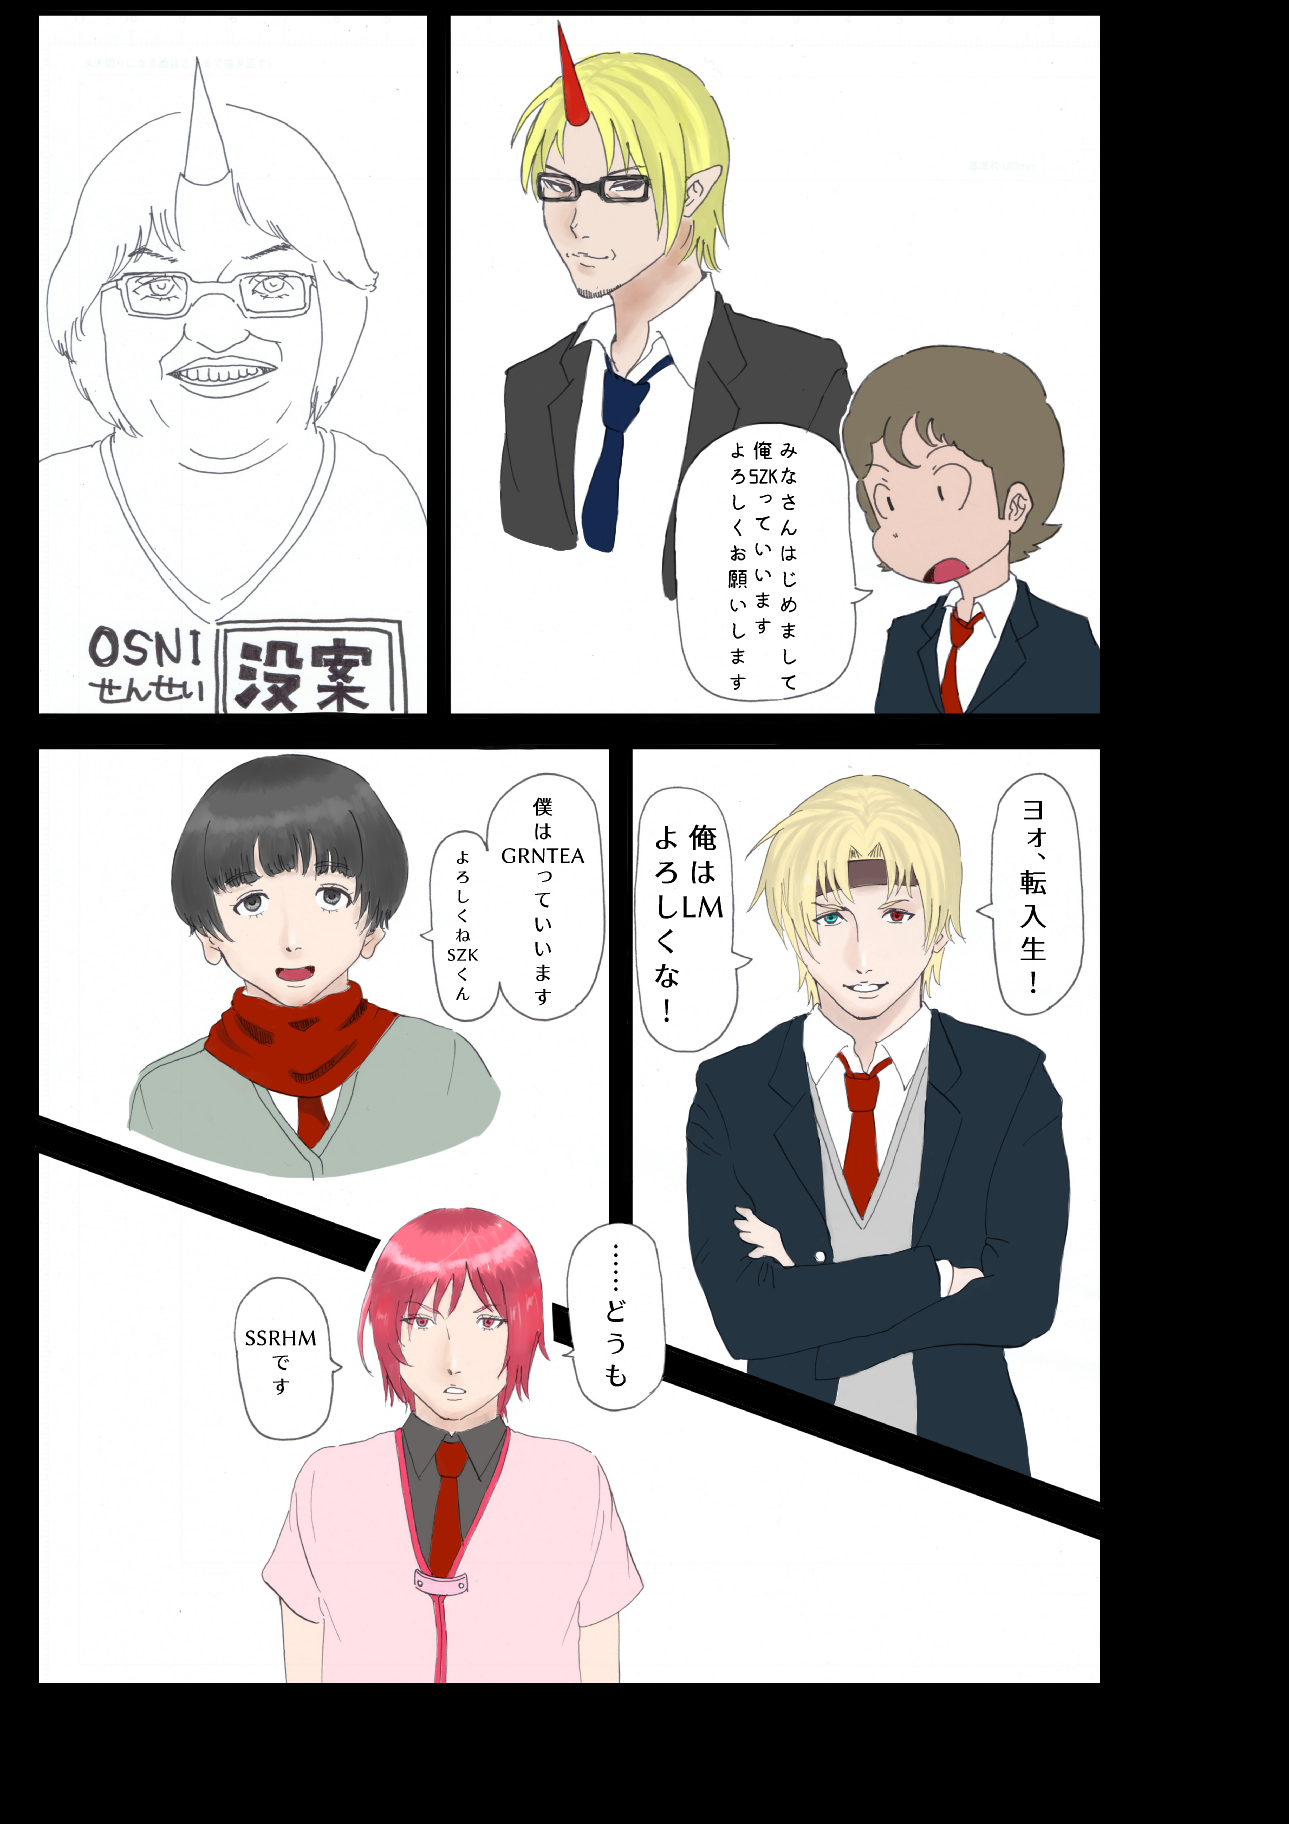 みなさんはじめまして
俺SZKっていいます
よろしくお願いします
OSNI
せんせい
没案
ヨォ、転入生！
俺はLM
よろしくな！
僕は
GRNTEA
っていいます
よろしくね
SZKくん
……どうも
SSRHM
です